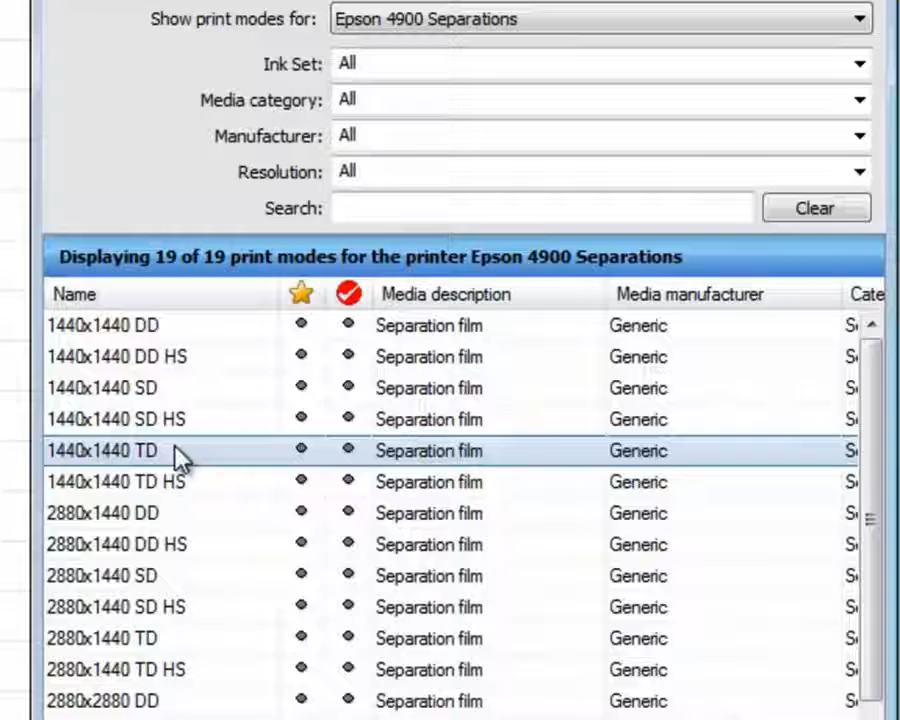 Show print modes for: Epson 4900 Separations
Ink Set: All
Media category: All
Manufacturer: All
Resolution: All
Search: Clear
Displaying 19 of 19 print modes for the printer Epson 4900 Separations
Name Media description Media manufacturer Cate
1440x1440 DD Separation film Generic S
1440x1440 DD HS Separation film Generic S
1440x1440 SD Separation film Generic S
1440x1440 SD HS Separation film Generic S
1440x1440 TD Separation film Generic S
1440x1440 TD HS Separation film Generic S
2880x1440 DD Separation film Generic S
2880x1440 DD HS Separation film Generic S
2880x1440 SD Separation film Generic S
2880x1440 SD HS Separation film Generic S
2880x1440 TD Separation film Generic S
2880x1440 TD HS Separation film Generic S
2880x2880 DD Separation film Generic S